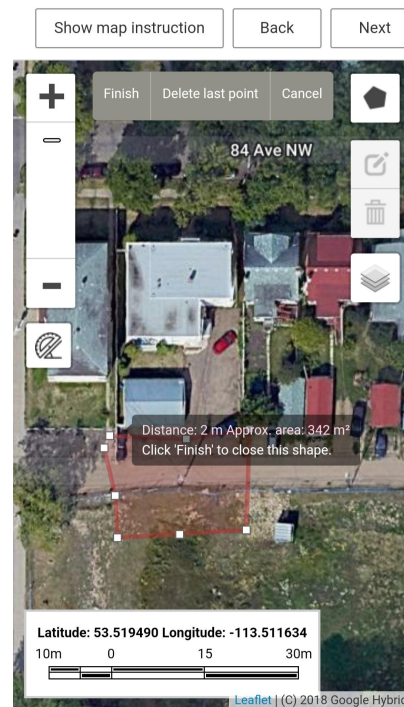 Show map instruction Back Next
Finish Delete last point Cancel
84 Ave NW
Distance: 2 m Approx. area: 342 m²
Click 'Finish' to close this shape.
Latitude: 53.519490 Longitude: -113.511634
10m 0 15 30m
Leaflet | (C) 2018 Google Hybrid